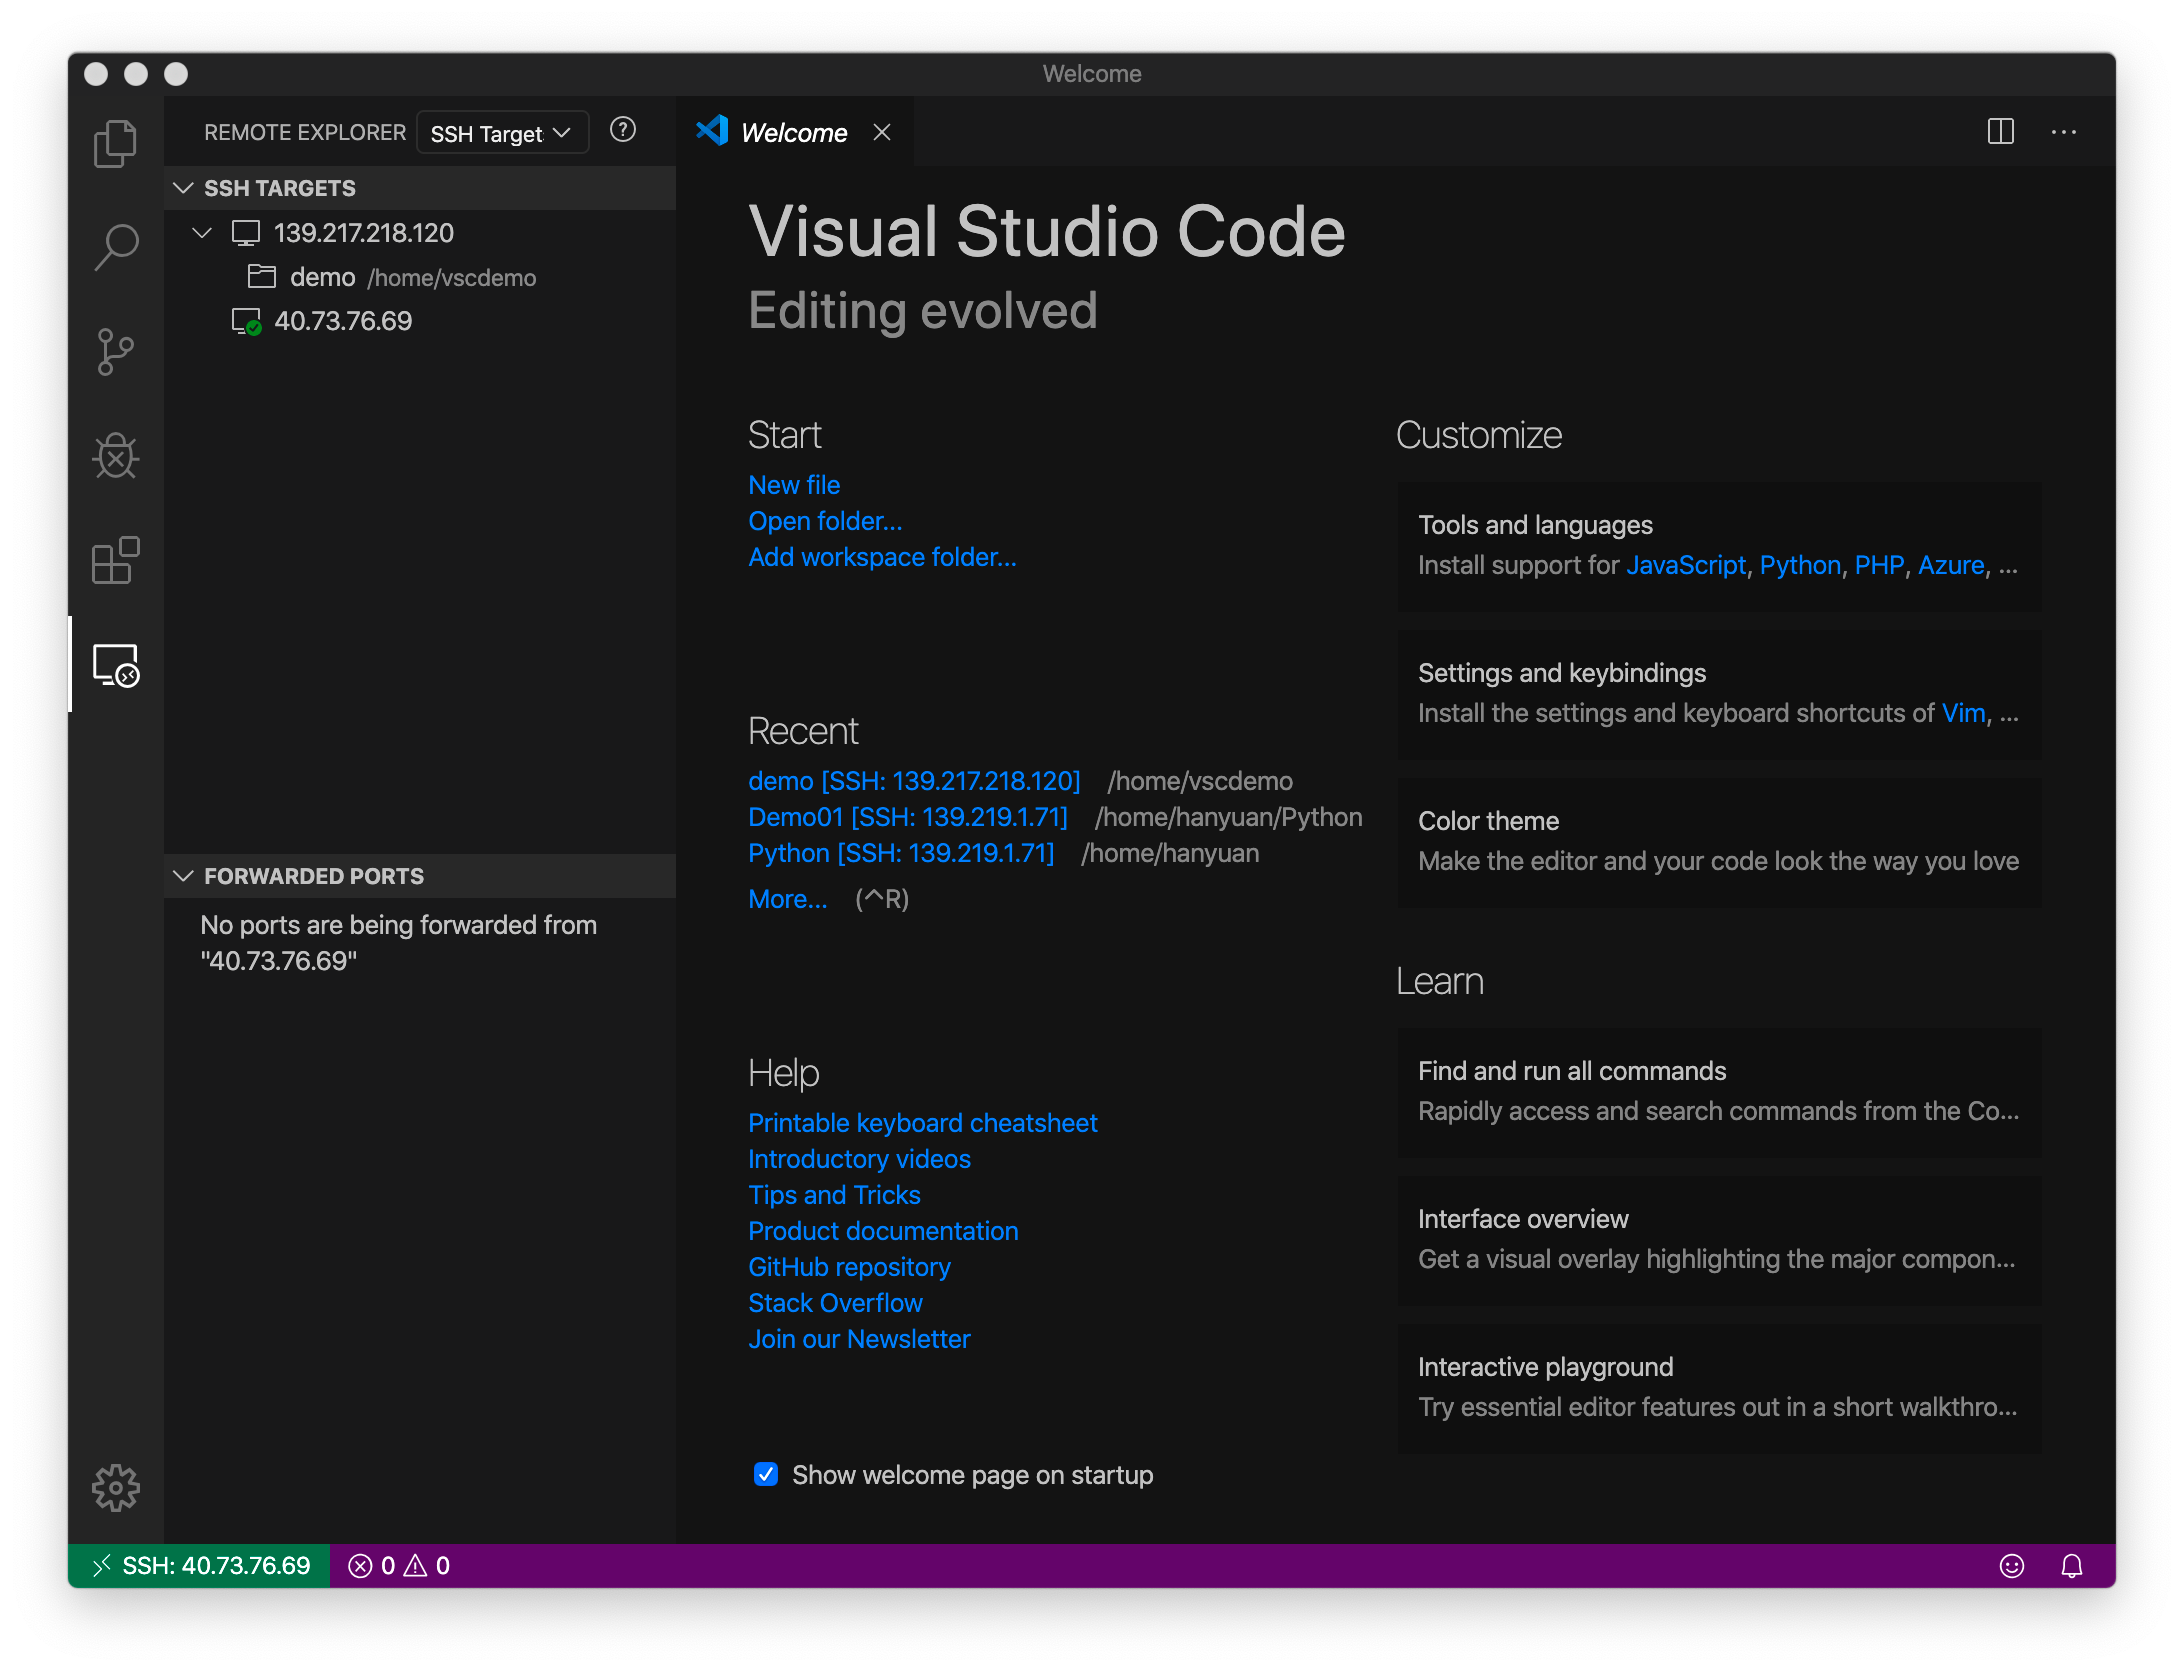 Welcome
REMOTE EXPLORER SSH Target
SSH TARGETS
139.217.218.120
demo /home/vscdemo
40.73.76.69
FORWARDED PORTS
No ports are being forwarded from
"40.73.76.69"
Welcome
Visual Studio Code
Editing evolved
Start
New file
Open folder...
Add workspace folder...
Recent
demo [SSH: 139.217.218.120] /home/vscdemo
Demo01 [SSH: 139.219.1.71] /home/hanyuan/Python
Python [SSH: 139.219.1.71] /home/hanyuan
More... (^R)
Help
Printable keyboard cheatsheet
Introductory videos
Tips and Tricks
Product documentation
GitHub repository
Stack Overflow
Join our Newsletter
Show welcome page on startup
Customize
Tools and languages
Install support for JavaScript, Python, PHP, Azure, ...
Settings and keybindings
Install the settings and keyboard shortcuts of Vim, ...
Color theme
Make the editor and your code look the way you love
Learn
Find and run all commands
Rapidly access and search commands from the Co...
Interface overview
Get a visual overlay highlighting the major compon...
Interactive playground
Try essential editor features out in a short walkthro...
SSH: 40.73.76.69 0 0